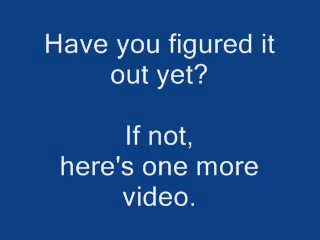 Have you figured it
out yet?
If not,
here's one more
video.